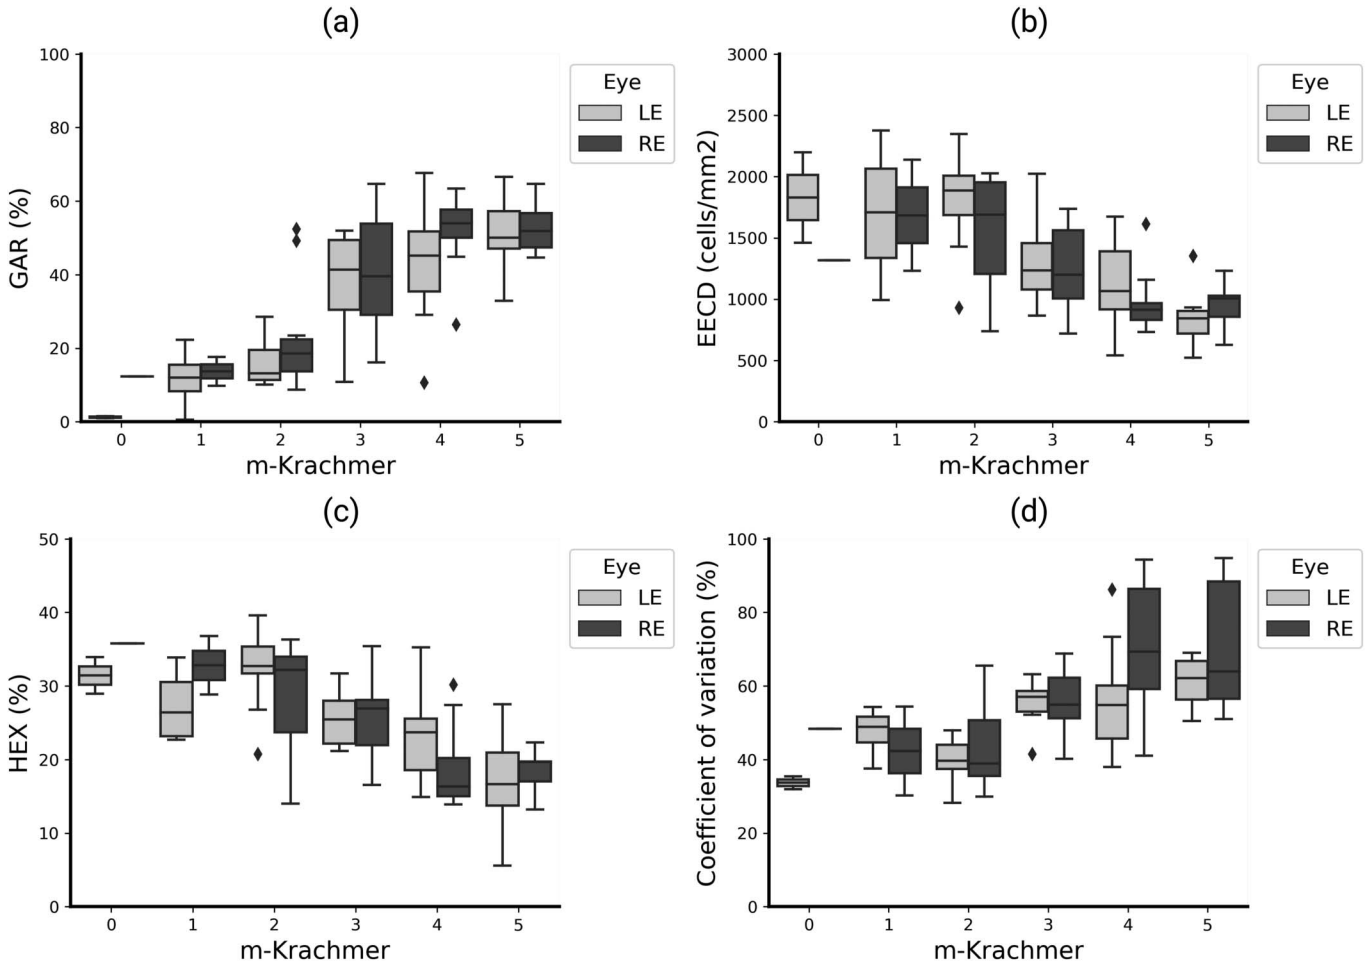 (a)
GAR (%)
100
80
60
40
20
0
0 1 2 3 4 5
m-Krachmer
Eye
LE
RE
(b)
EECD (cells/mm2)
3000
2500
2000
1500
1000
500
0
0 1 2 3 4 5
m-Krachmer
Eye
LE
RE
(c)
HEX (%)
50
40
30
20
10
0
0 1 2 3 4 5
m-Krachmer
Eye
LE
RE
(d)
Coefficient of variation (%)
100
80
60
40
20
0
0 1 2 3 4 5
m-Krachmer
Eye
LE
RE